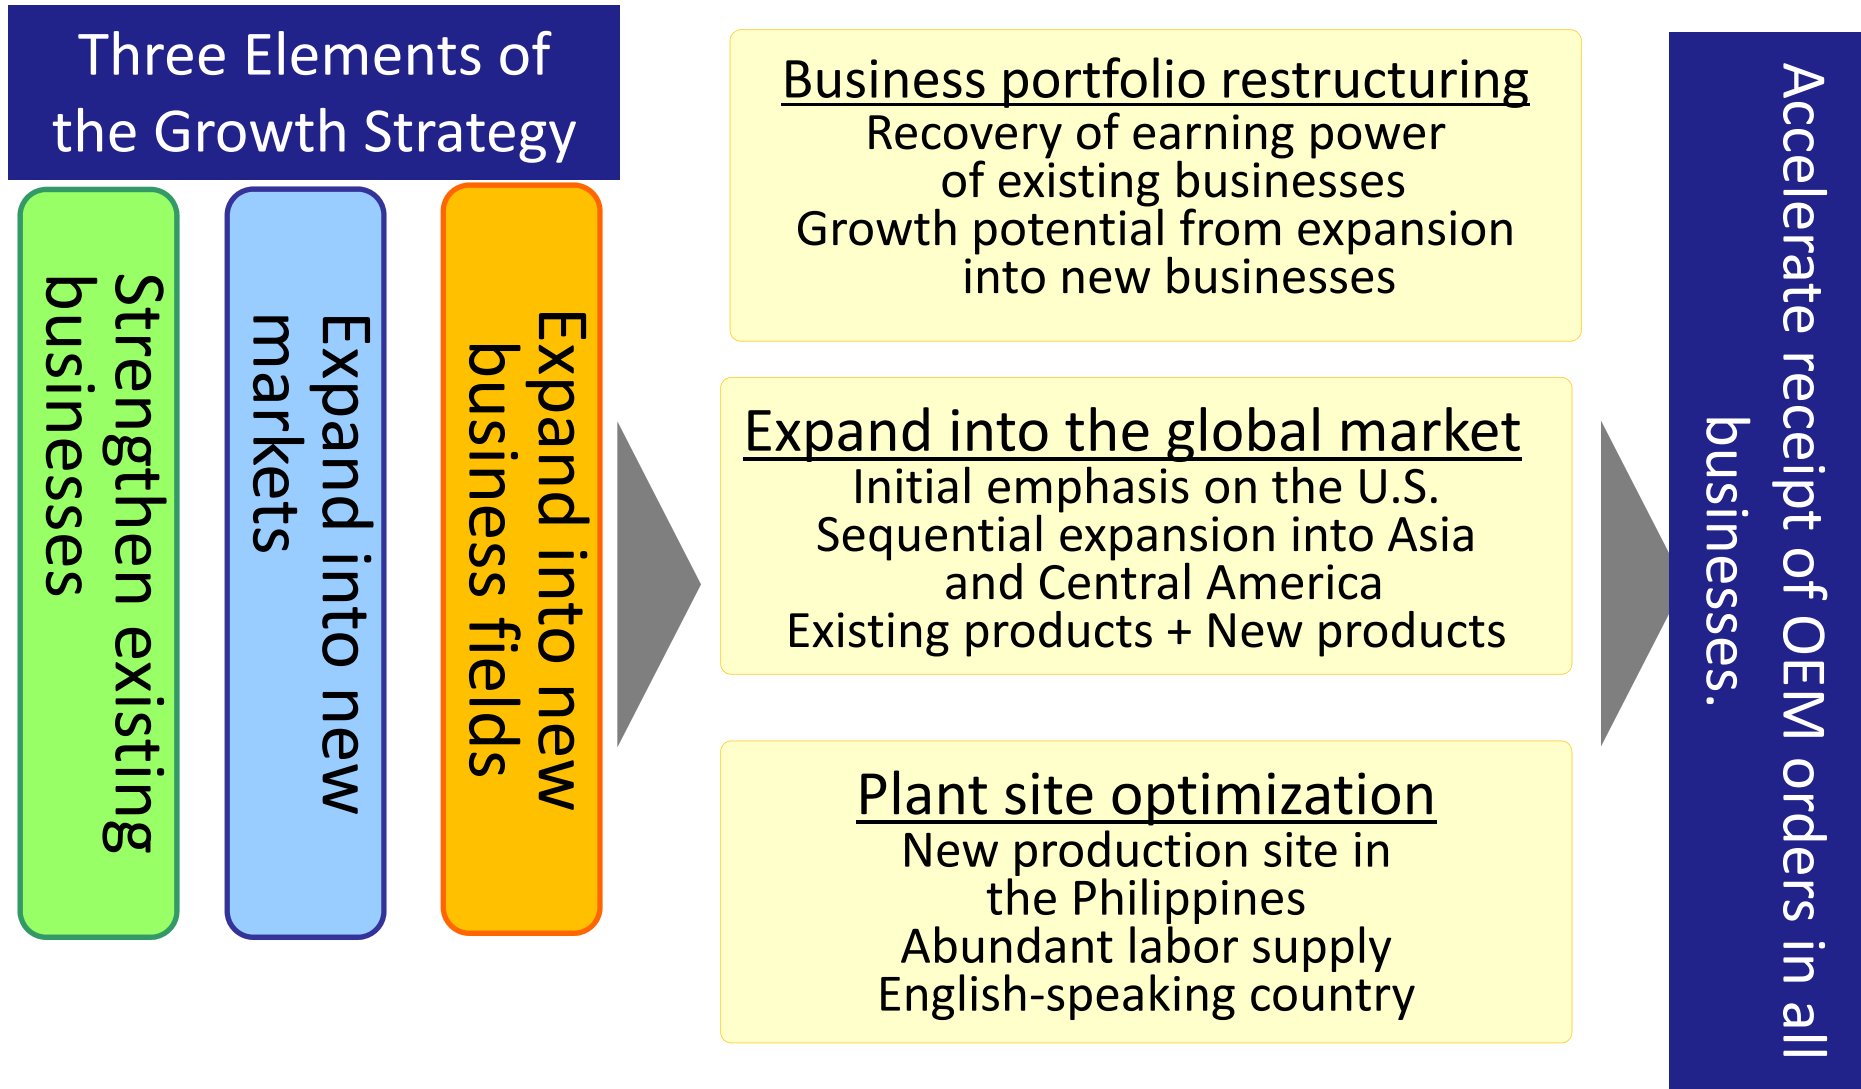 Three Elements of
the Growth Strategy
Strengthen existing
businesses
Expand into new
markets
Expand into new
business fields
Business portfolio restructuring
Recovery of earning power
of existing businesses
Growth potential from expansion
into new businesses
Expand into the global market
Initial emphasis on the U.S.
Sequential expansion into Asia
and Central America
Existing products + New products
Plant site optimization
New production site in
the Philippines
Abundant labor supply
English-speaking country
Accelerate receipt of OEM orders in all
businesses.